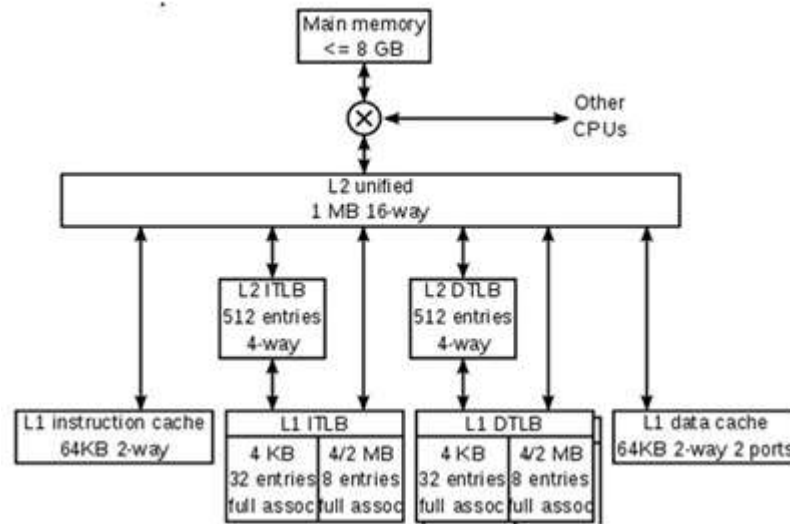 Main memory
<= 8 GB
Other
CPUs
L2 unified
1 MB 16-way
L2 ITLB
512 entries
4-way
L2 DTLB
512 entries
4-way
L1 instruction cache
64KB 2-way
L1 ITLB
4 KB
32 entries
full assoc
4/2 MB
8 entries
full assoc
L1 DTLB
4 KB
32 entries
full assoc
4/2 MB
8 entries
full assoc
L1 data cache
64KB 2-way 2 ports